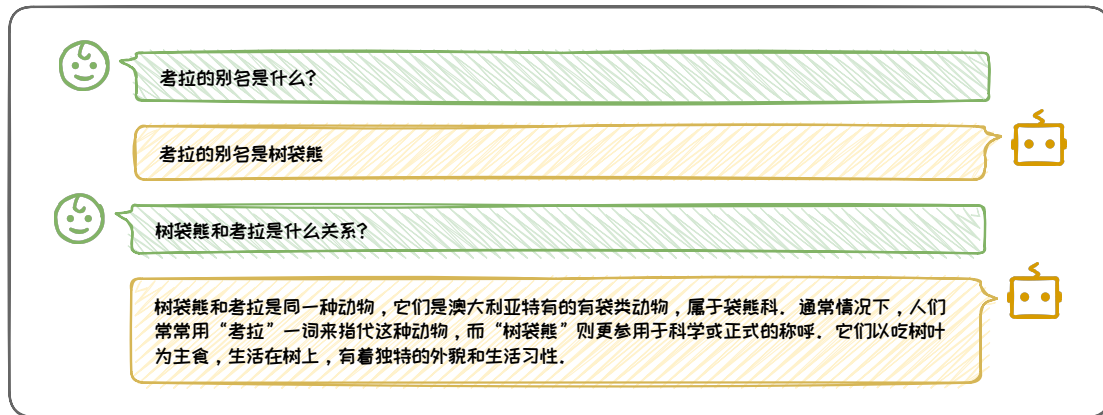 考拉的别名是什么?
考拉的别名是树袋熊
树袋熊和考拉是什么关系?
树袋熊和考拉是同一种动物，它们是澳大利亚特有的有袋类动物，属于袋熊科．通常情况下，人们
常常用“考拉”一词来指代这种动物，而“树袋熊”则更参用于科学或正式的称呼．它们以吃树叶
为主食，生活在树上，有着独特的外貌和生活习性．